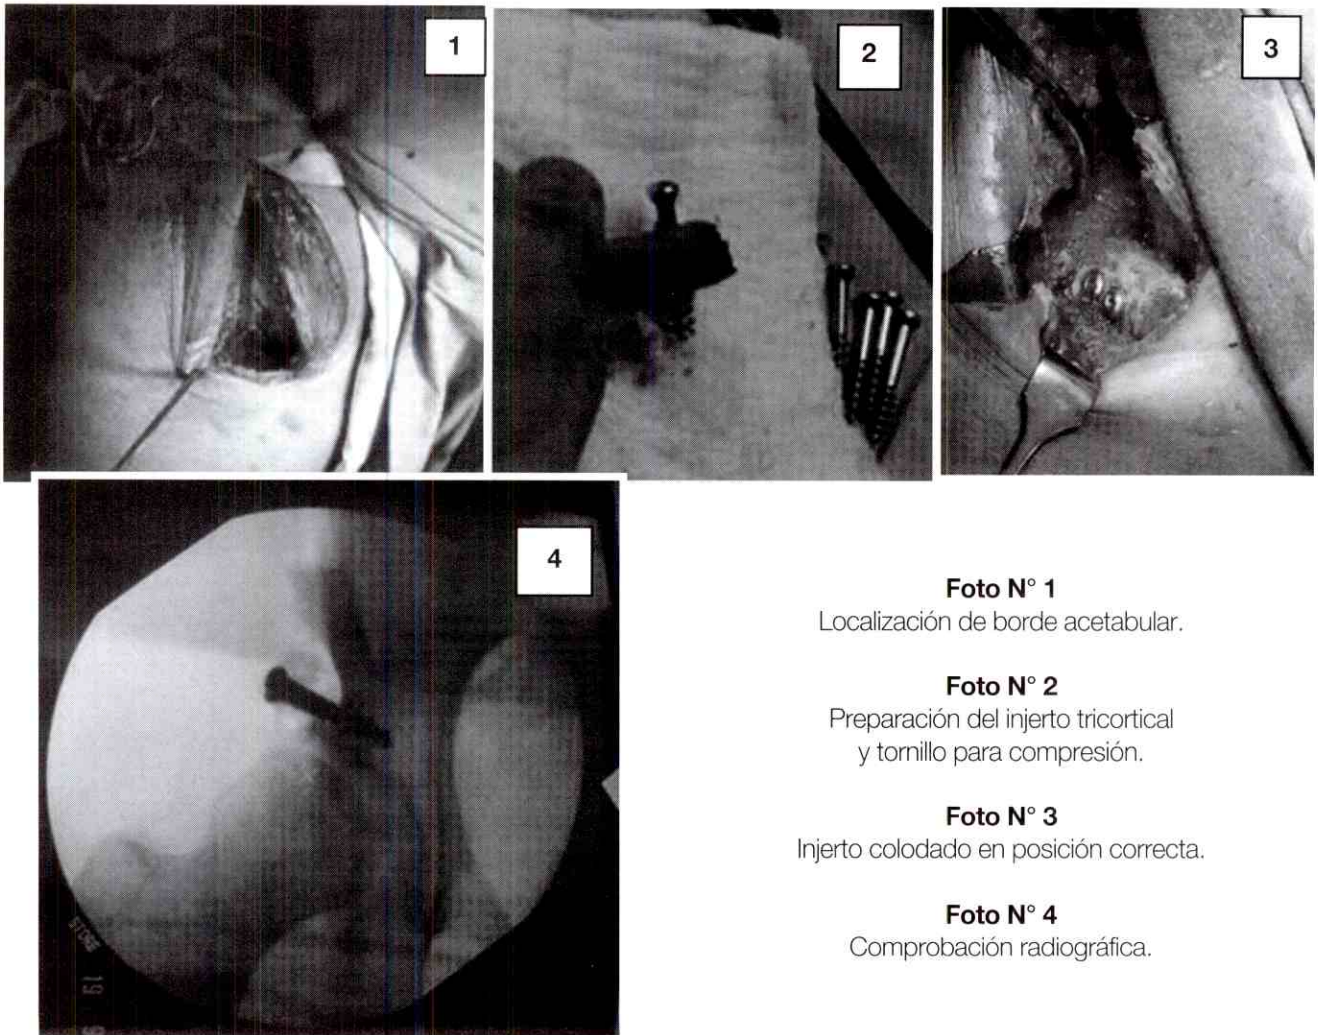 1
2
3
4
Foto N° 1
Localización de borde acetabular.
Foto N° 2
Preparación del injerto tricortical
y tornillo para compresión.
Foto N° 3
Injerto colodado en posición correcta.
Foto N° 4
Comprobación radiográfica.
19